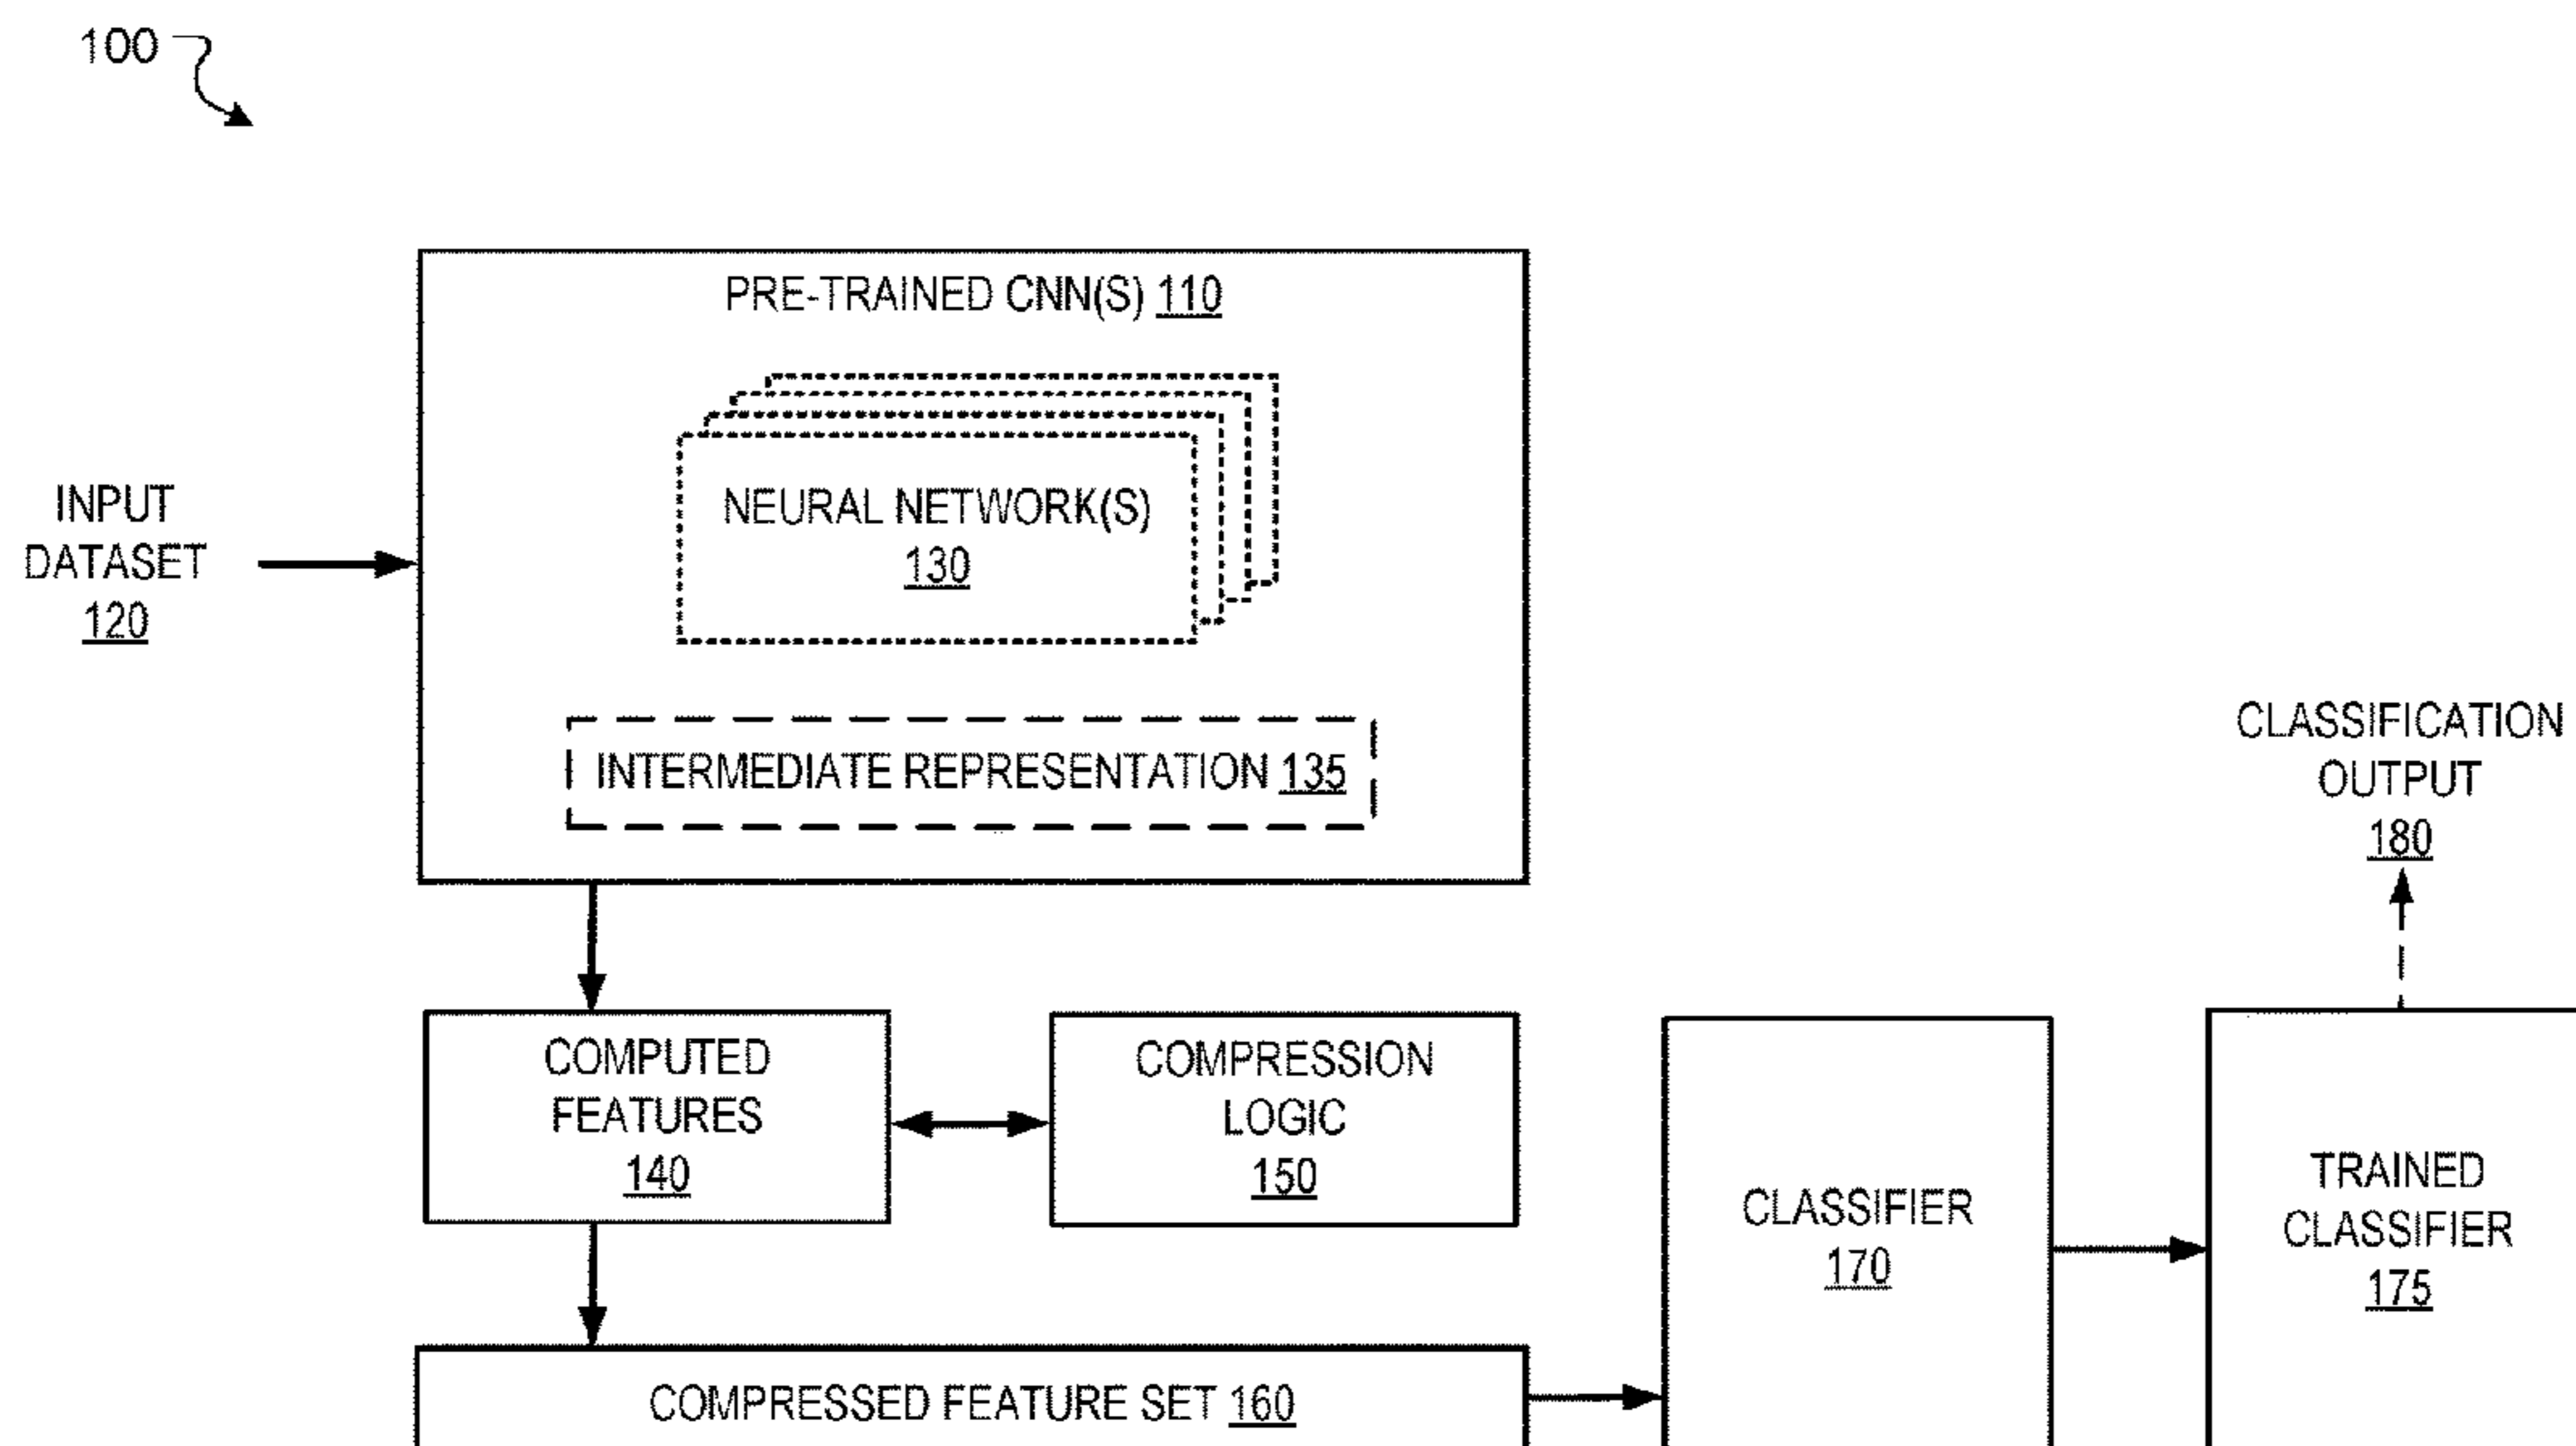 100
PRE-TRAINED CNN(S) 110
NEURAL NETWORK(S)
130
INPUT
DATASET
120
INTERMEDIATE REPRESENTATION 135
CLASSIFICATION
OUTPUT
180
COMPUTED
FEATURES
140
COMPRESSION
LOGIC
150
CLASSIFIER
170
TRAINED
CLASSIFIER
175
COMPRESSED FEATURE SET 160